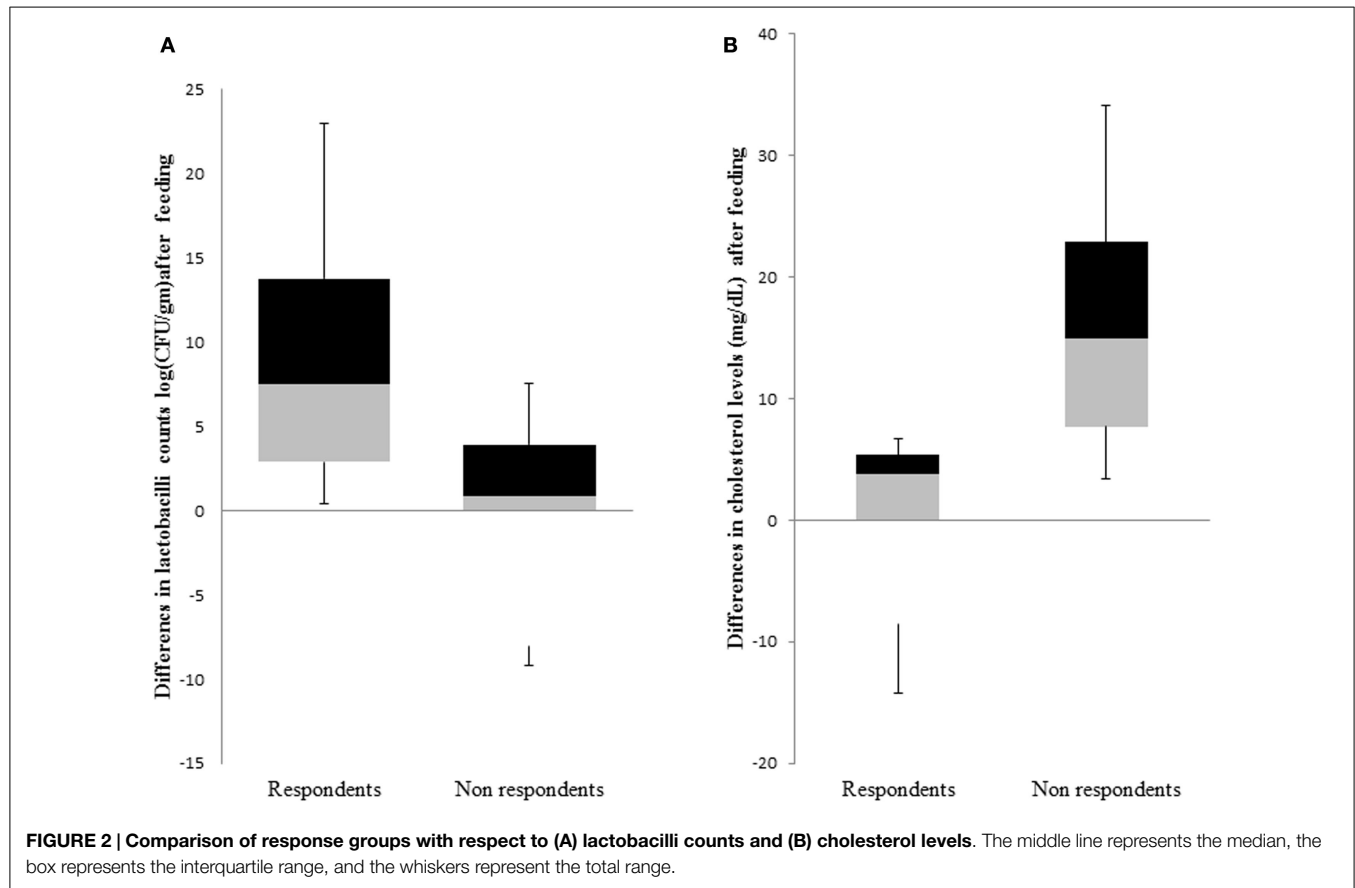 A
Differencs in lactobacilli counts log(CFU/gm)after feeding
25
20
15
10
5
0
-5
-10
-15
Respondents Non respondents
B
Differences in cholesterol levels (mg/dL) after feeding
40
30
20
10
0
-10
-20
Respondents Non respondents
FIGURE 2 | Comparison of response groups with respect to (A) lactobacilli counts and (B) cholesterol levels. The middle line represents the median, the
box represents the interquartile range, and the whiskers represent the total range.